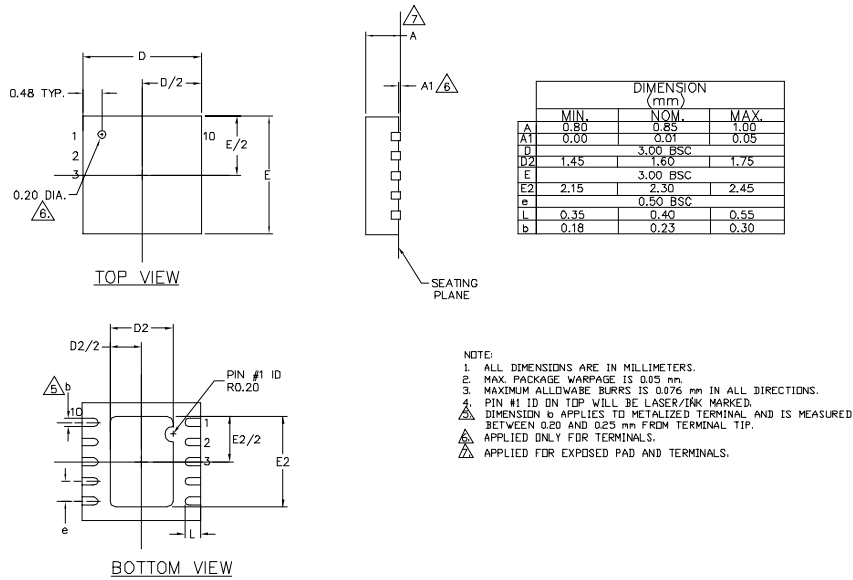 7
A
D
D/2
A1 6
0.48 TYP.
1
2
3
10
E/2
E
0.20 DIA.
6.
TOP VIEW
SEATING
PLANE
DIMENSION
(mm)
MIN. NOM. MAX.
A 0.80 0.85 1.00
A1 0.00 0.01 0.05
D 3.00 BSC
D2 1.45 1.60 1.75
E 3.00 BSC
E2 2.15 2.30 2.45
e 0.50 BSC
L 0.35 0.40 0.55
b 0.18 0.23 0.30
D2
D2/2
PIN #1 ID
R0.20
5 b
10
1
2
3
E2/2
E2
e
L
BOTTOM VIEW
NOTE:
1. ALL DIMENSIONS ARE IN MILLIMETERS.
2. MAX. PACKAGE WARPAGE IS 0.05 mm.
3. MAXIMUM ALLOWABE BURRS IS 0.076 mm IN ALL DIRECTIONS.
4. PIN #1 ID ON TOP WILL BE LASER/INK MARKED.
5. DIMENSION b APPLIES TO METALIZED TERMINAL AND IS MEASURED
BETWEEN 0.20 AND 0.25 mm FROM TERMINAL TIP.
6. APPLIED ONLY FOR TERMINALS.
7. APPLIED FOR EXPOSED PAD AND TERMINALS.